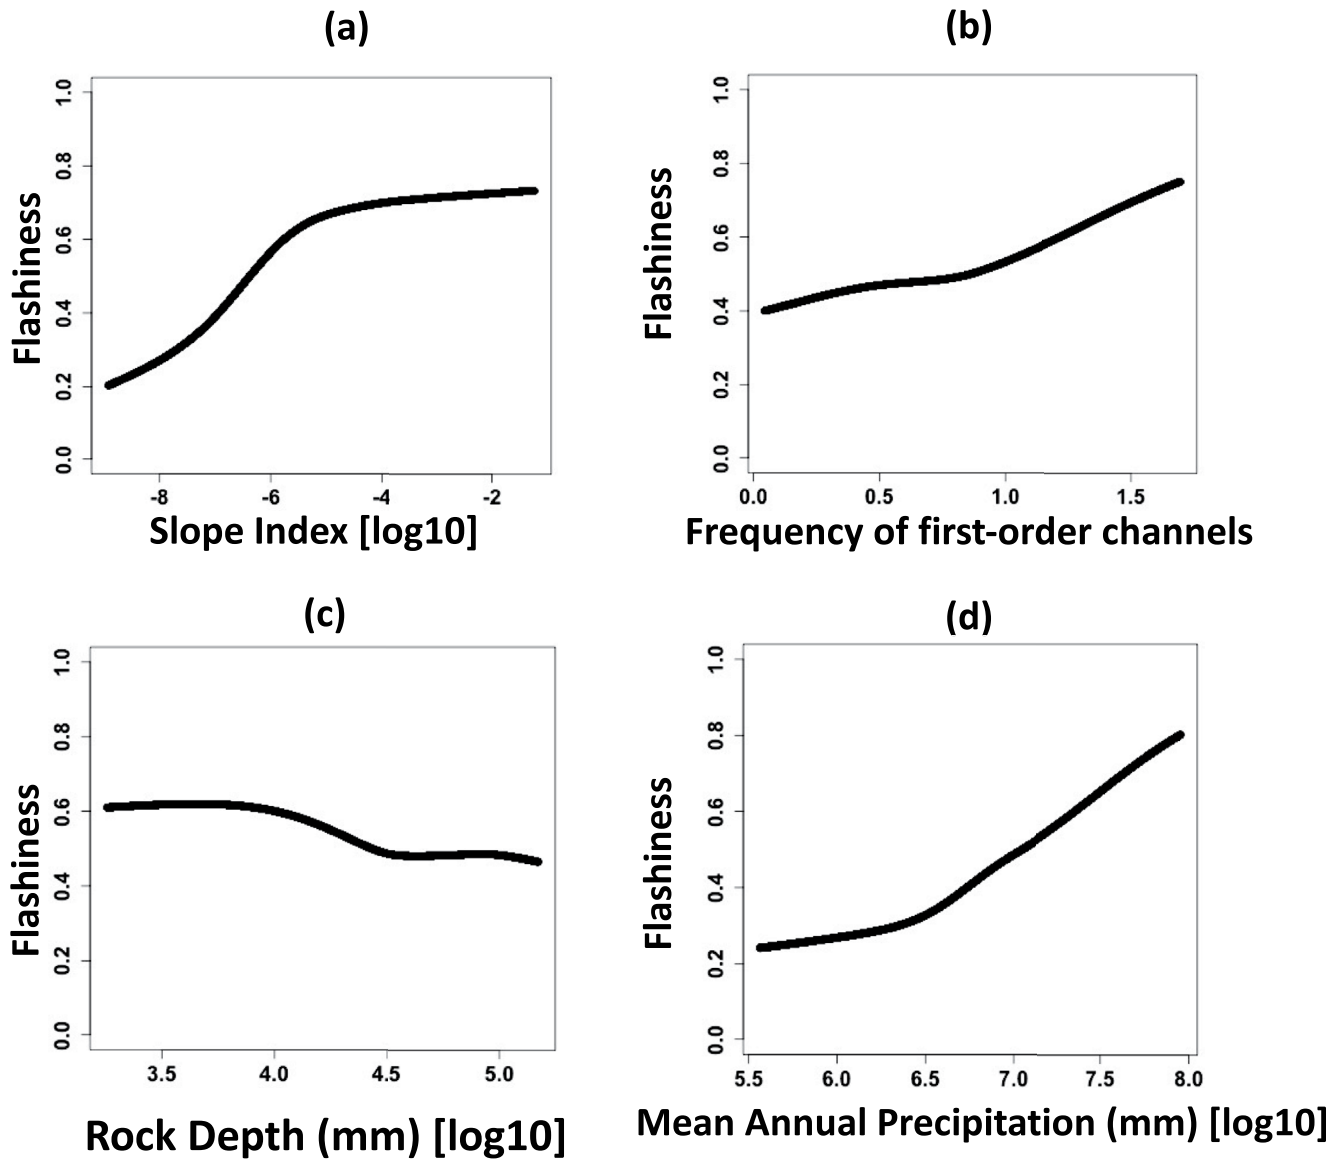 (a)
Flashiness
1.0
0.8
0.6
0.4
0.2
0.0
-8 -6 -4 -2
Slope Index [log10]
(b)
Flashiness
1.0
0.8
0.6
0.4
0.2
0.0
0.0 0.5 1.0 1.5
Frequency of first-order channels
(c)
Flashiness
1.0
0.8
0.6
0.4
0.2
0.0
3.5 4.0 4.5 5.0
Rock Depth (mm) [log10]
(d)
Flashiness
1.0
0.8
0.6
0.4
0.2
0.0
5.5 6.0 6.5 7.0 7.5 8.0
Mean Annual Precipitation (mm) [log10]